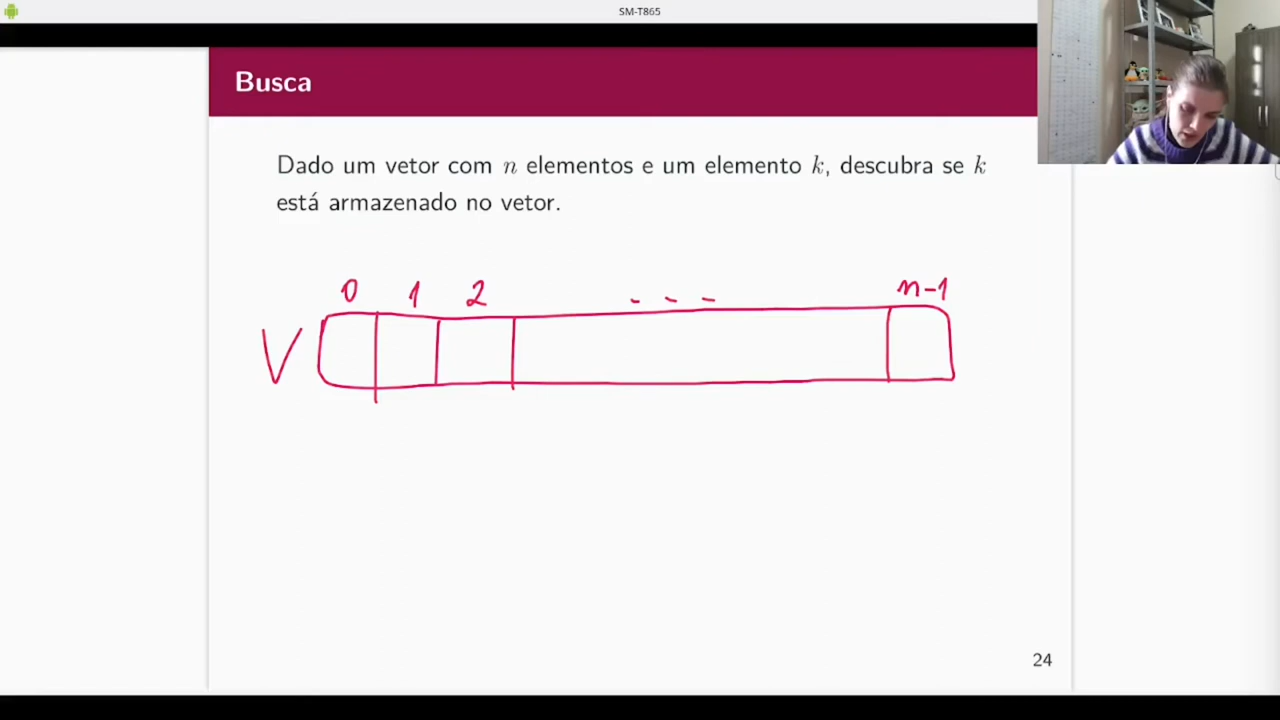 SM-T865
Busca
Dado um vetor com n elementos e um elemento k, descubra se k
está armazenado no vetor.
0 1 2 - - - n-1
V
24